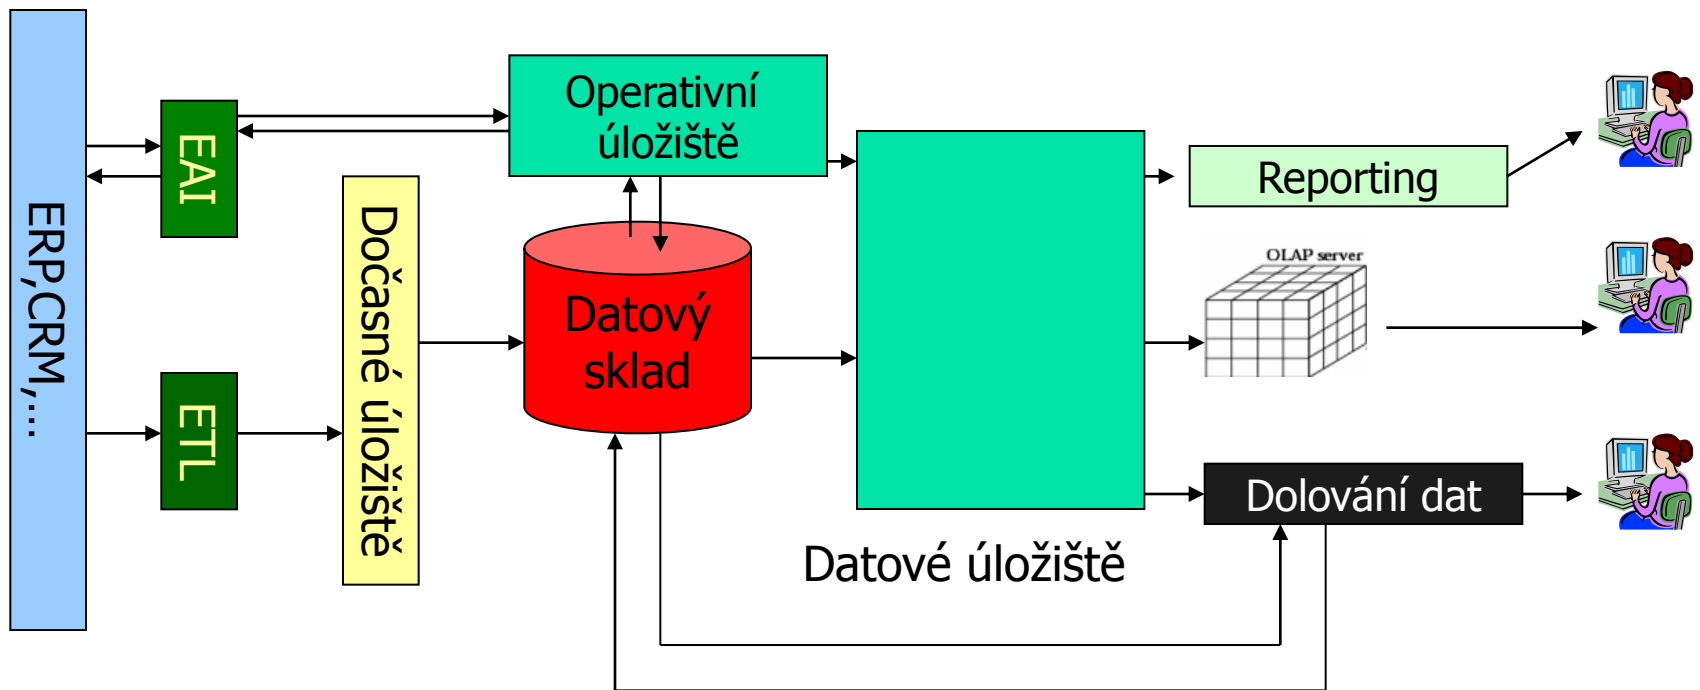 ERP,CRM,...
EAI
ETL
Dočasné úložiště
Operativní
úložiště
Datový
sklad
Datové úložiště
Reporting
OLAP server
Dolování dat